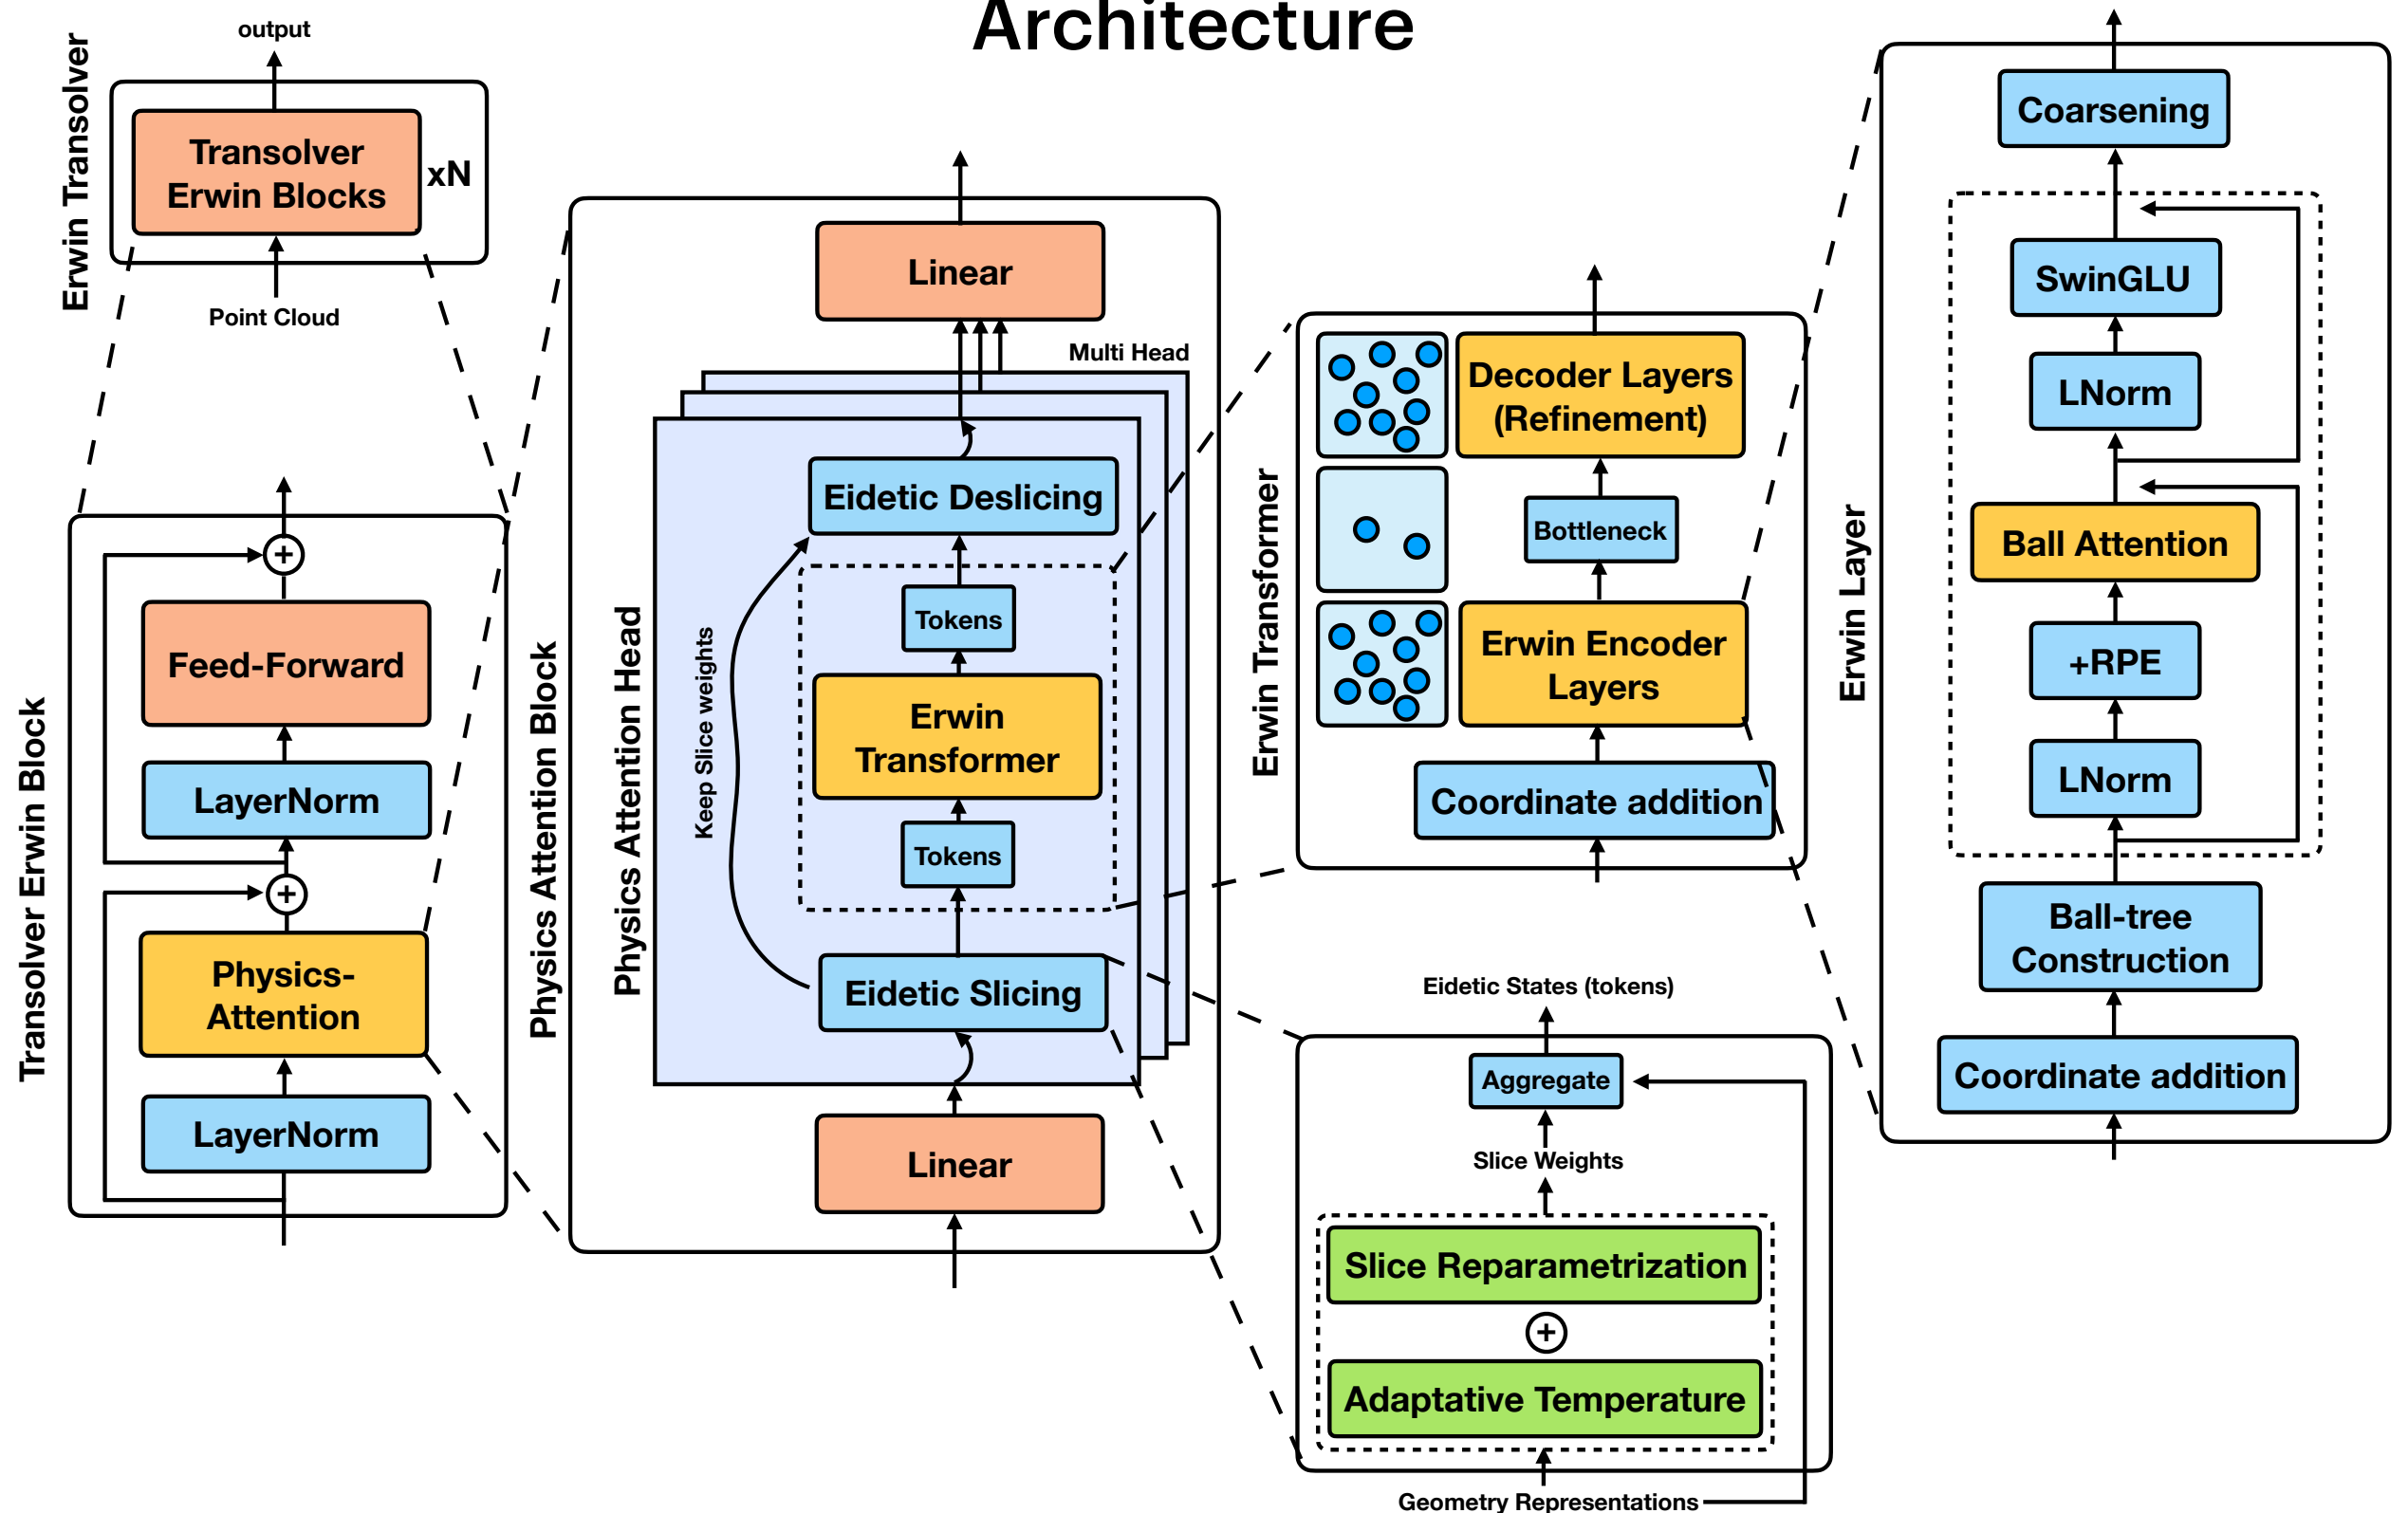 Architecture
output
Erwin Transolver
Transolver
Erwin Blocks
xN
Point Cloud
Transolver Erwin Block
+
Feed-Forward
LayerNorm
+
Physics-
Attention
LayerNorm
Physics Attention Block
Linear
Multi Head
Physics Attention Head
Eidetic Deslicing
Keep Slice weights
Tokens
Erwin
Transformer
Tokens
Eidetic Slicing
Linear
Erwin Transformer
Decoder Layers
(Refinement)
Bottleneck
Erwin Encoder
Layers
Coordinate addition
Eidetic States (tokens)
Aggregate
Slice Weights
Slice Reparametrization
+
Adaptative Temperature
Geometry Representations
Erwin Layer
Coarsening
SwinGLU
LNorm
Ball Attention
+RPE
LNorm
Ball-tree
Construction
Coordinate addition